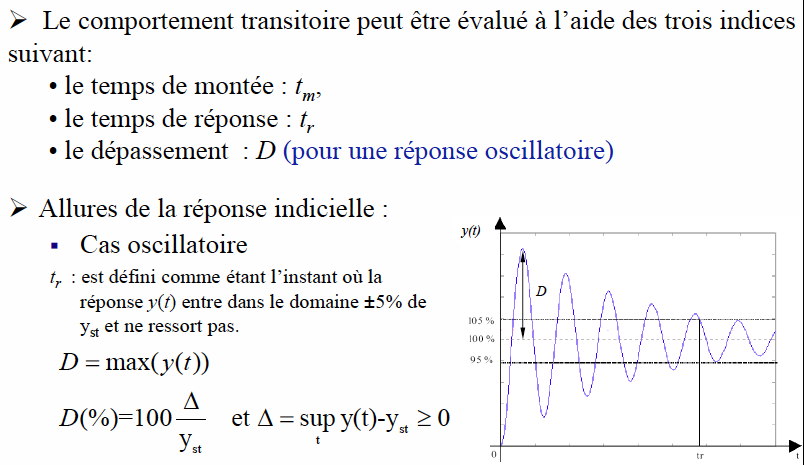 ➢ Le comportement transitoire peut être évalué à l'aide des trois indices
suivant:
• le temps de montée : tm,
• le temps de réponse : tr
• le dépassement : D (pour une réponse oscillatoire)
➢ Allures de la réponse indicielle :
▪ Cas oscillatoire
tr : est défini comme étant l'instant où la
réponse y(t) entre dans le domaine ±5% de
yst et ne ressort pas.
D = max(y(t))
D(%)=100 Δ/yst et Δ = sup_t y(t)-yst ≥ 0
y(t)
D
105 %
100 %
95 %
0 tr t